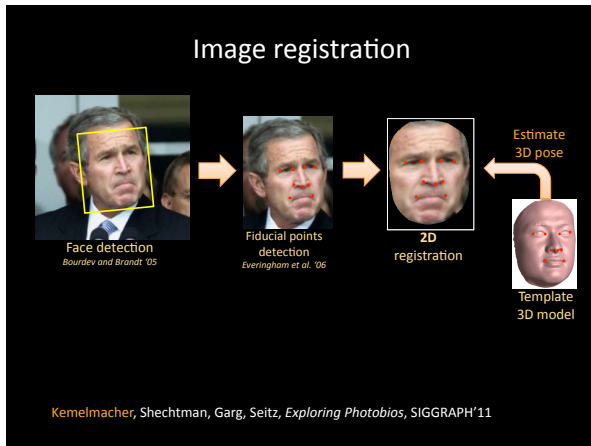 Image registration
Face detection
Bourdev and Brandt '05
Fiducial points
detection
Everingham et al. '06
2D
registration
Estimate
3D pose
Template
3D model
Kemelmacher, Shechtman, Garg, Seitz, Exploring Photobios, SIGGRAPH'11